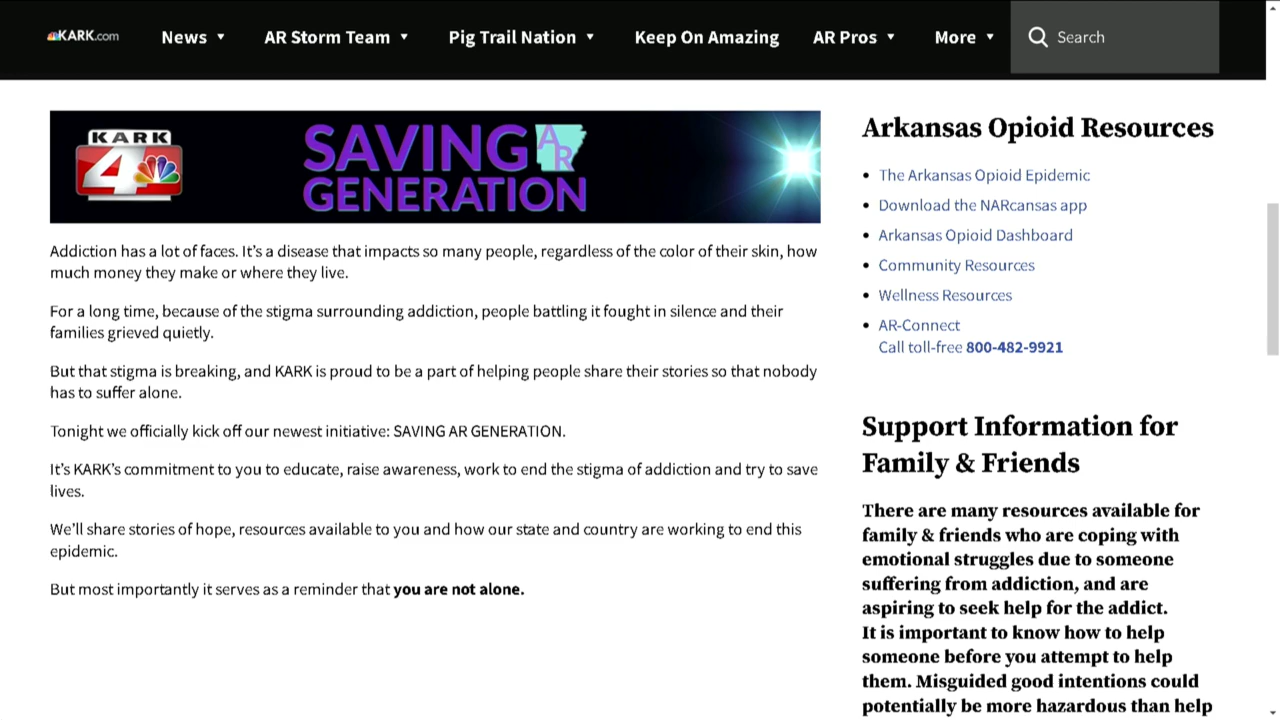 KARK.com
News
AR Storm Team
Pig Trail Nation
Keep On Amazing
AR Pros
More
Search
KARK
4
SAVING AR
GENERATION
Addiction has a lot of faces. It's a disease that impacts so many people, regardless of the color of their skin, how
much money they make or where they live.
For a long time, because of the stigma surrounding addiction, people battling it fought in silence and their
families grieved quietly.
But that stigma is breaking, and KARK is proud to be a part of helping people share their stories so that nobody
has to suffer alone.
Tonight we officially kick off our newest initiative: SAVING AR GENERATION.
It's KARK's commitment to you to educate, raise awareness, work to end the stigma of addiction and try to save
lives.
We'll share stories of hope, resources available to you and how our state and country are working to end this
epidemic.
But most importantly it serves as a reminder that you are not alone.
Arkansas Opioid Resources
The Arkansas Opioid Epidemic
Download the NARcansas app
Arkansas Opioid Dashboard
Community Resources
Wellness Resources
AR-Connect
Call toll-free 800-482-9921
Support Information for
Family & Friends
There are many resources available for
family & friends who are coping with
emotional struggles due to someone
suffering from addiction, and are
aspiring to seek help for the addict.
It is important to know how to help
someone before you attempt to help
them. Misguided good intentions could
potentially be more hazardous than help